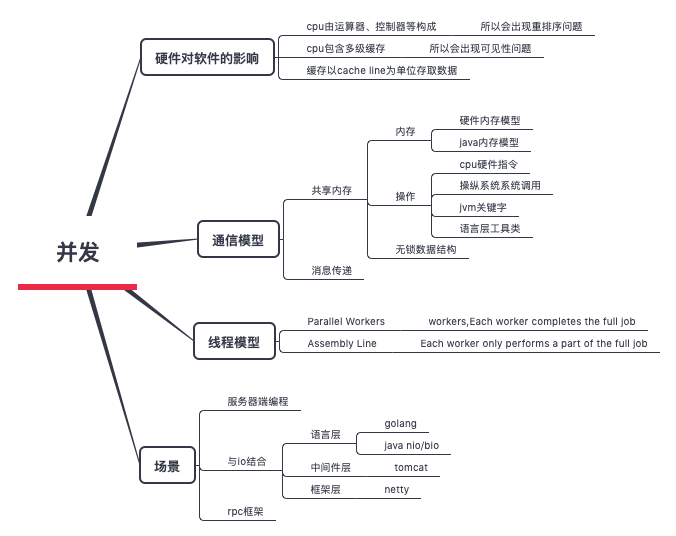 并发
硬件对软件的影响
cpu由运算器、控制器等构成 所以会出现重排序问题
cpu包含多级缓存 所以会出现可见性问题
缓存以cache line为单位存取数据
通信模型
共享内存
内存
硬件内存模型
java内存模型
操作
cpu硬件指令
操纵系统系统调用
jvm关键字
语言层工具类
无锁数据结构
消息传递
线程模型
Parallel Workers workers,Each worker completes the full job
Assembly Line Each worker only performs a part of the full job
场景
服务器端编程
与io结合
语言层
golang
java nio/bio
中间件层 tomcat
框架层 netty
rpc框架